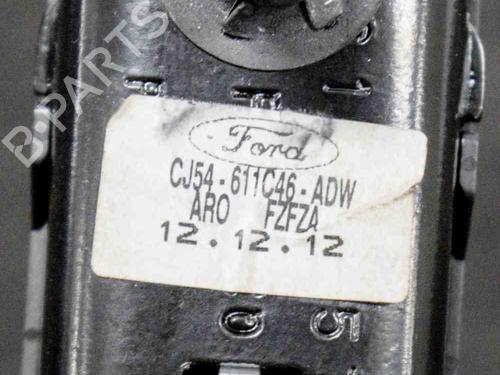 B-PARTS
Ford
CJ54-611C46-ADW
ARO FZFZA
12.12.12